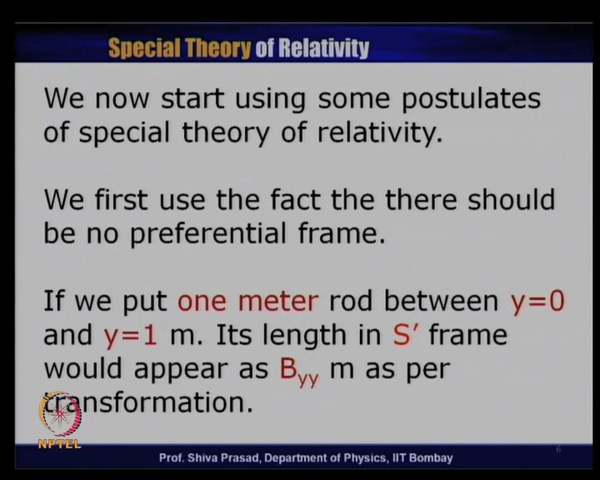 Special Theory of Relativity
We now start using some postulates
of special theory of relativity.
We first use the fact the there should
be no preferential frame.
If we put one meter rod between y=0
and y=1 m. Its length in S’ frame
would appear as Byy m as per
transformation.
NPTEL
Prof. Shiva Prasad, Department of Physics, IIT Bombay
6